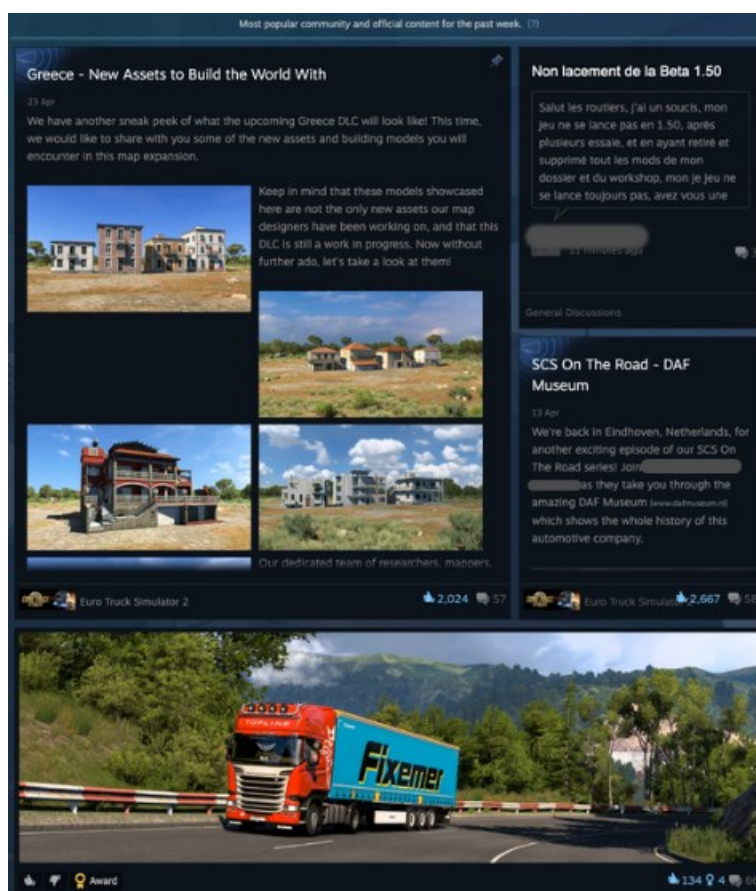 Most popular community and official content for the past week. (?)
Greece - New Assets to Build the World With
23 Apr
We have another sneak peek of what the upcoming Greece DLC will look like! This time,
we would like to share with you some of the new assets and building models you will
encounter in this map expansion.
Keep in mind that these models showcased
here are not the only new assets our map
designers have been working on, and that this
DLC is still a work in progress. Now without
further ado, let's take a look at them!
Our dedicated team of researchers, mappers,
Euro Truck Simulator 2
2,024
57
Non lacement de la Beta 1.50
Salut les routiers, j'ai un soucis, mon
jeu ne se lance pas en 1.50, après
plusieurs essaie, et en ayant retiré et
supprimé tout les mods de mon
dossier et du workshop, mon je jeu ne
se lance toujours pas, avez vous une
minutes ago
3
General Discussions
SCS On The Road - DAF
Museum
13 Apr
We're back in Eindhoven, Netherlands, for
another exciting episode of our SCS On
The Road series! Join
as they take you through the
amazing DAF Museum [www.dafmuseum.nl]
which shows the whole history of this
automotive company.
Euro Truck Simulat
2,667
58
TOPLINE
Fixemer
Award
134
4